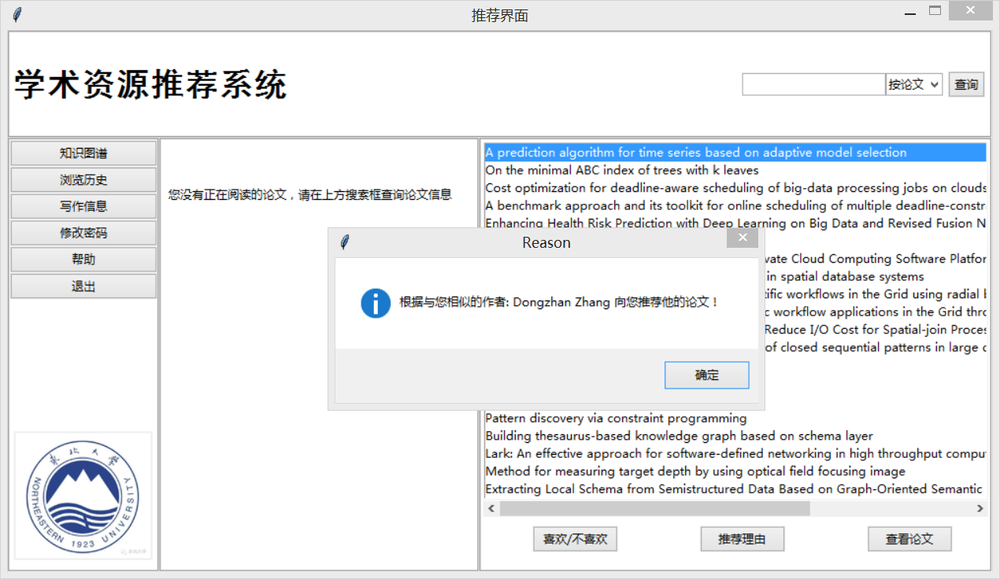 推荐界面
学术资源推荐系统
按论文
查询
知识图谱
浏览历史
写作信息
修改密码
帮助
退出
您没有正在阅读的论文，请在上方搜索框查询论文信息
A prediction algorithm for time series based on adaptive model selection
On the minimal ABC index of trees with k leaves
Cost optimization for deadline-aware scheduling of big-data processing jobs on clouds
A benchmark approach and its toolkit for online scheduling of multiple deadline-constr
Enhancing Health Risk Prediction with Deep Learning on Big Data and Revised Fusion N
vate Cloud Computing Software Platfor
in spatial database systems
tific workflows in the Grid using radial
c workflow applications in the Grid thro
Reduce I/O Cost for Spatial-join Proces
of closed sequential patterns in large
Pattern discovery via constraint programming
Building thesaurus-based knowledge graph based on schema layer
Lark: An effective approach for software-defined networking in high throughput comput
Method for measuring target depth by using optical field focusing image
Extracting Local Schema from Semistructured Data Based on Graph-Oriented Semantic
Reason
根据与您相似的作者: Dongzhan Zhang 向您推荐他的论文！
确定
喜欢/不喜欢
推荐理由
查看论文
東北大学
NORTHEASTERN 1923 UNIVERSITY